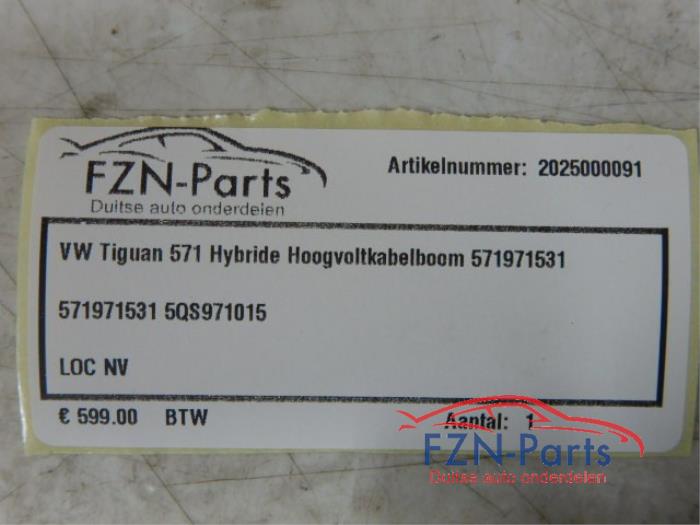 FZN-Parts
Duitse auto onderdelen
Artikelnummer: 2025000091
VW Tiguan 571 Hybride Hoogvoltkabelboom 571971531
571971531 5QS971015
LOC NV
€ 599.00 BTW
Aantal: 1
FZN-Parts
Duitse auto onderdelen